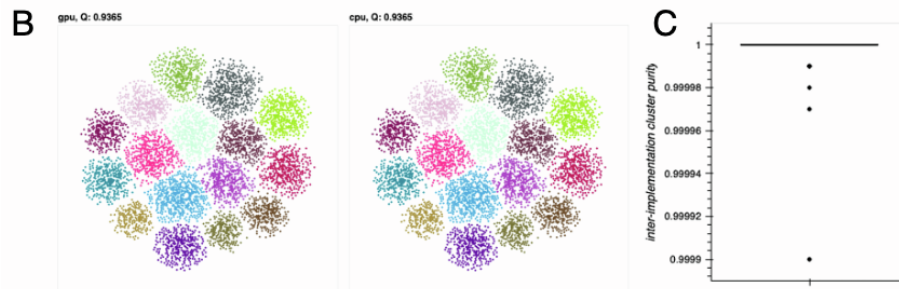 B
gpu, Q: 0.9365
cpu, Q: 0.9365
C
inter-implementation cluster purity
1
0.99998
0.99996
0.99994
0.99992
0.9999